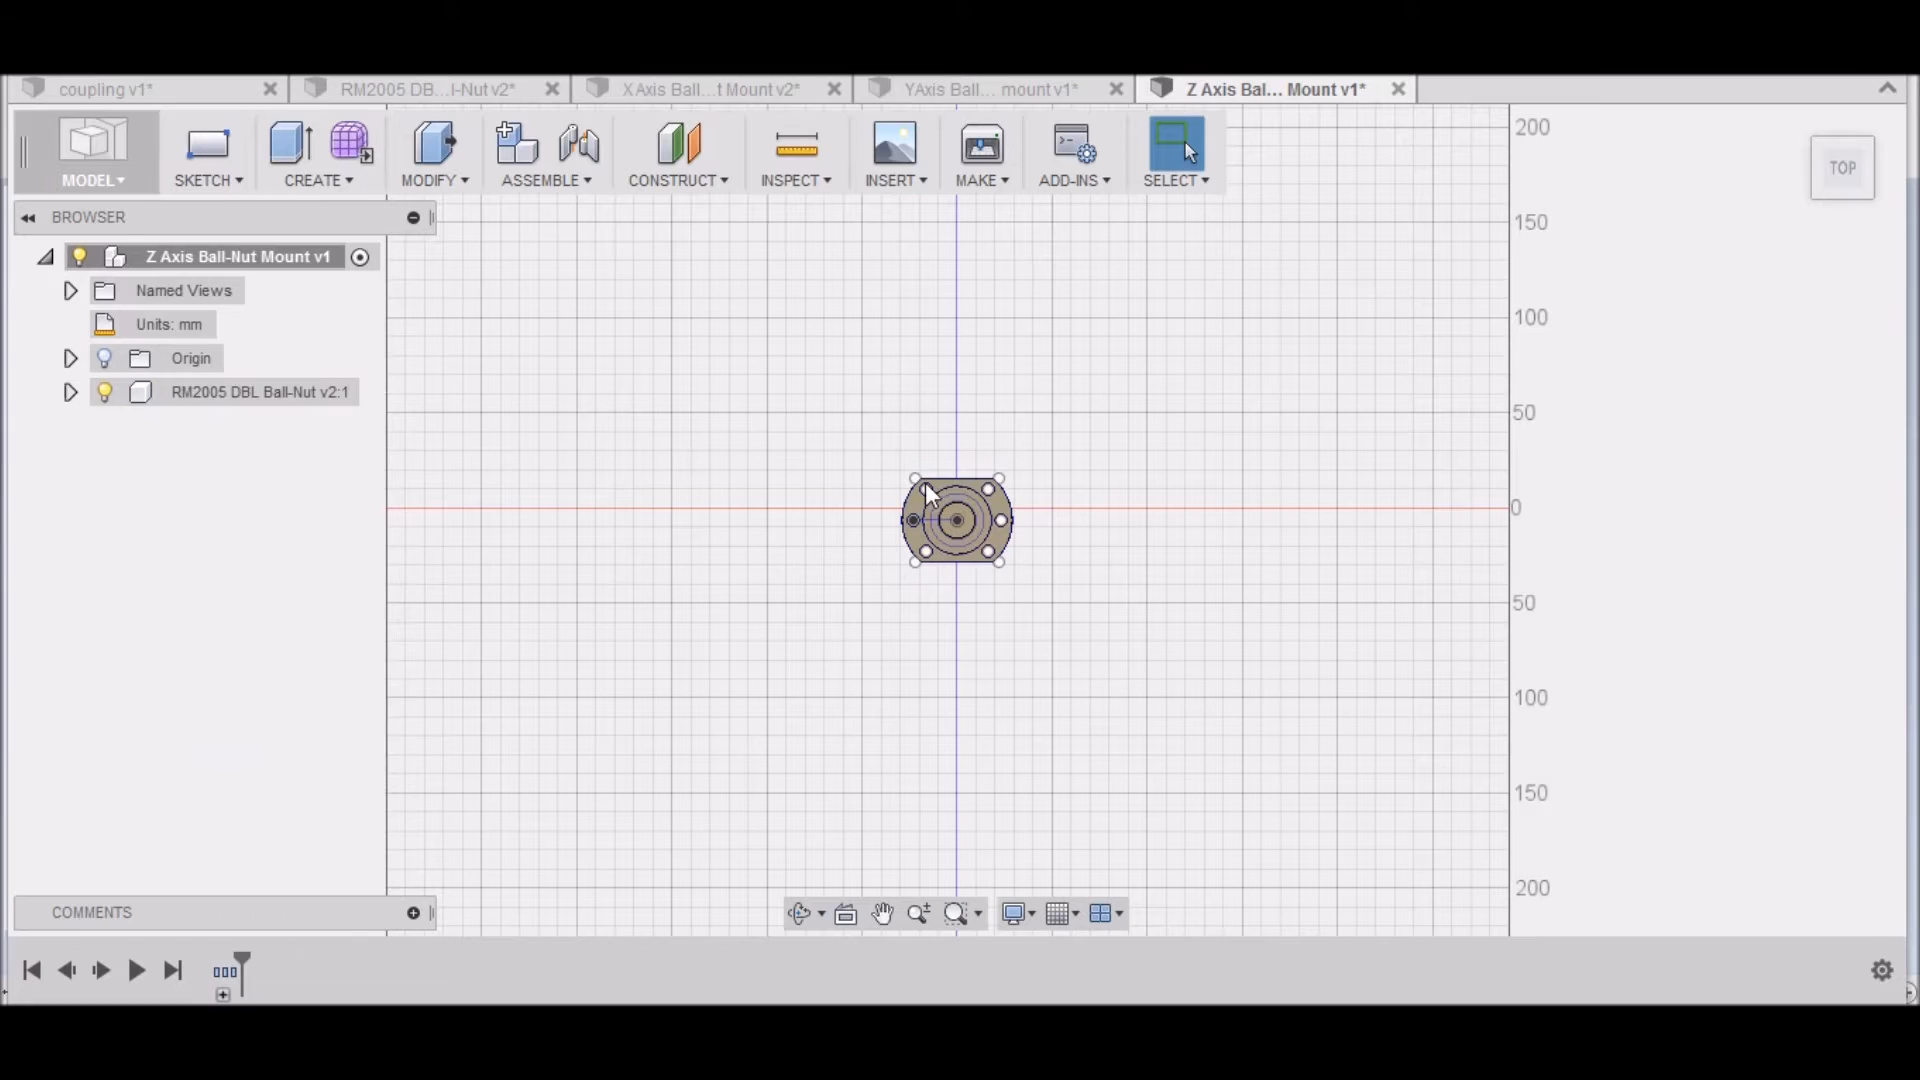 coupling v1*
RM2005 DB...l-Nut v2*
X Axis Ball...t Mount v2*
YAxis Ball... mount v1*
Z Axis Bal... Mount v1*
MODEL
SKETCH
CREATE
MODIFY
ASSEMBLE
CONSTRUCT
INSPECT
INSERT
MAKE
ADD-INS
SELECT
200
TOP
BROWSER
150
Z Axis Ball-Nut Mount v1
Named Views
Units: mm
100
Origin
RM2005 DBL Ball-Nut v2:1
50
0
50
100
150
200
COMMENTS